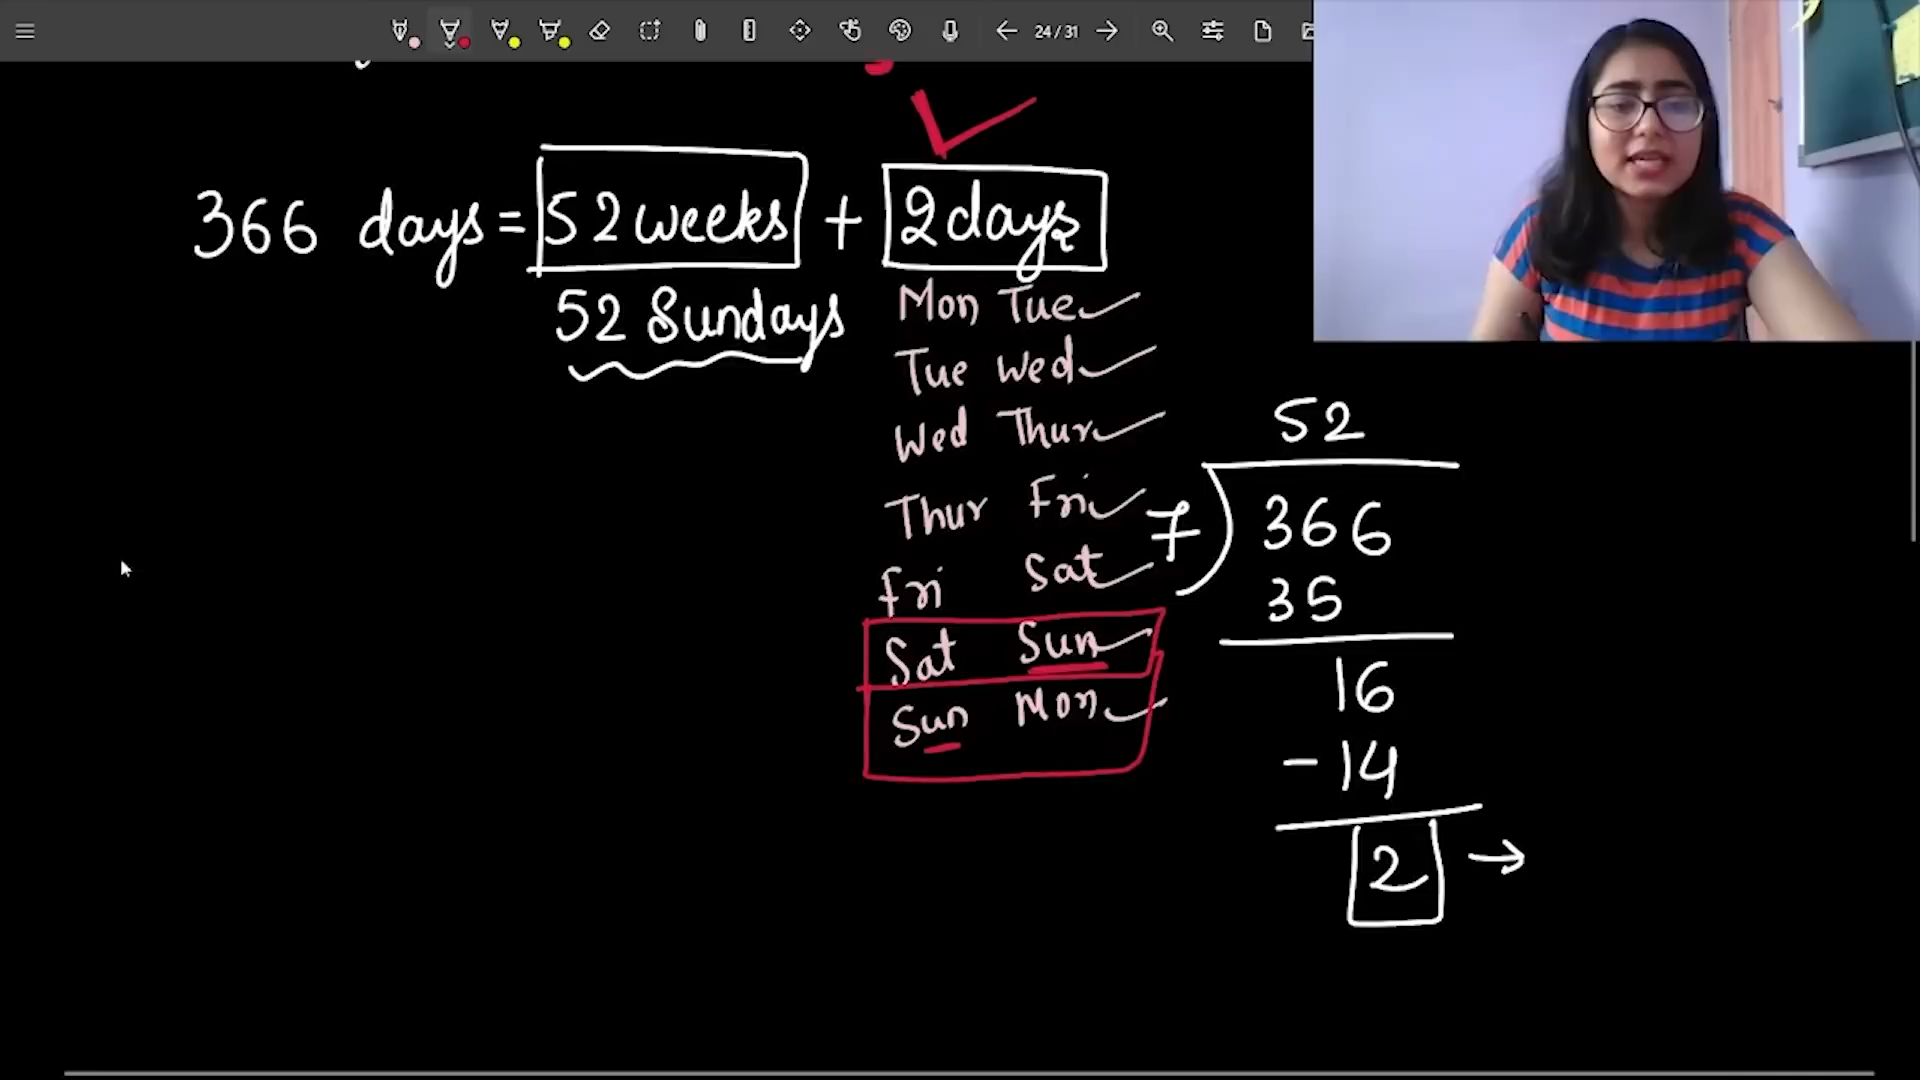 24 / 31
366 days = 52 weeks + 2 days
52 Sundays
Mon Tue
Tue Wed
Wed Thur
Thur Fri
Fri Sat
Sat Sun
Sun Mon
52
7 ) 366
35
16
- 14
2 →